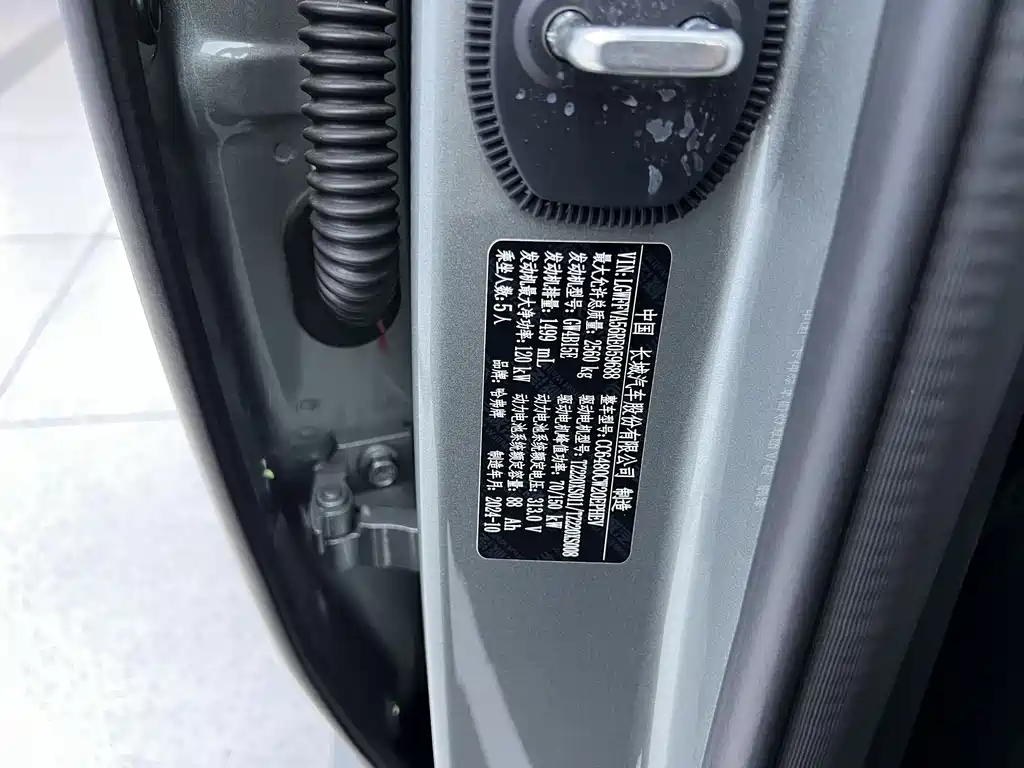 中国 长城汽车股份有限公司 制造
VIN: LGWFFVA56RB059688 整车型号: CC6480CW20EPHEV
最大允许总质量: 2560 kg 驱动电机型号: TZ220XS011/TZ220XS008
发动机型号: GW4B15E 驱动电机峰值功率: 70/150 kW
发动机排量: 1499 mL 动力电池系统额定电压: 313.0 V
发动机最大净功率: 120 kW 动力电池系统额定容量: 88 Ah
乘坐人数: 5人 品牌: 哈弗牌 制造年月: 2024-10